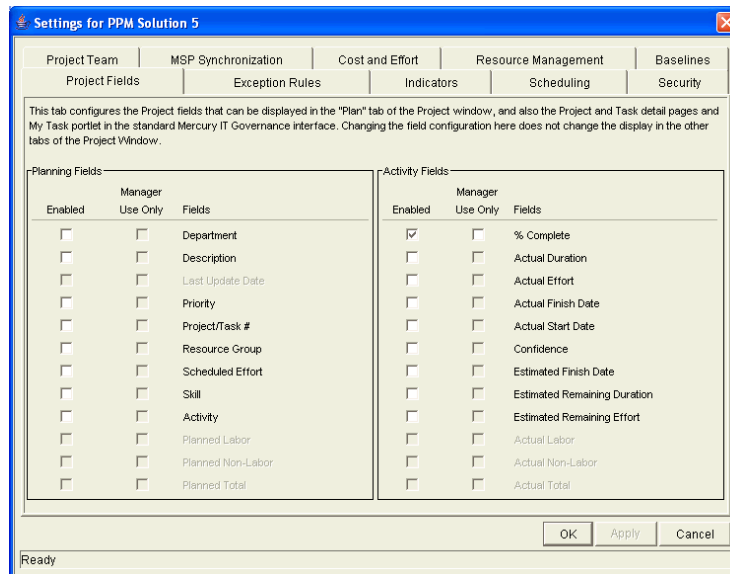 Settings for PPM Solution 5
Project Team MSP Synchronization Cost and Effort Resource Management Baselines
Project Fields Exception Rules Indicators Scheduling Security
This tab configures the Project fields that can be displayed in the "Plan" tab of the Project window, and also the Project and Task detail pages and
My Task portlet in the standard Mercury IT Governance interface. Changing the field configuration here does not change the display in the other
tabs of the Project Window.
Planning Fields
Manager
Enabled Use Only Fields
Department
Description
Last Update Date
Priority
Project/Task #
Resource Group
Scheduled Effort
Skill
Activity
Planned Labor
Planned Non-Labor
Planned Total
Activity Fields
Manager
Enabled Use Only Fields
% Complete
Actual Duration
Actual Effort
Actual Finish Date
Actual Start Date
Confidence
Estimated Finish Date
Estimated Remaining Duration
Estimated Remaining Effort
Actual Labor
Actual Non-Labor
Actual Total
OK Apply Cancel
Ready